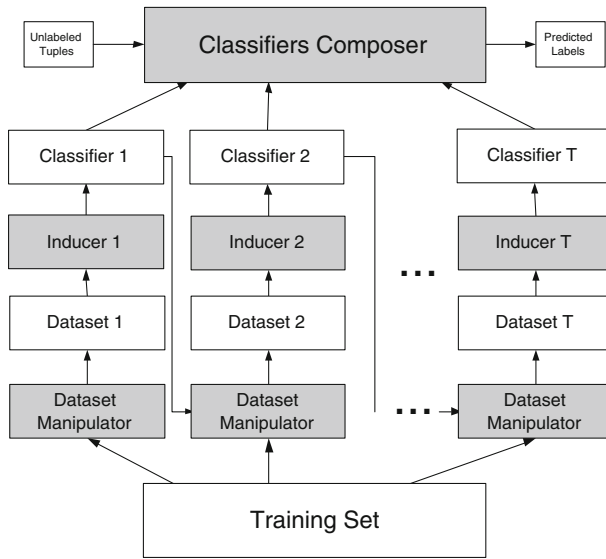 Unlabeled
Tuples
Classifiers Composer
Predicted
Labels
Classifier 1
Classifier 2
Classifier T
Inducer 1
Inducer 2
Inducer T
...
Dataset 1
Dataset 2
Dataset T
Dataset
Manipulator
Dataset
Manipulator
...
Dataset
Manipulator
Training Set